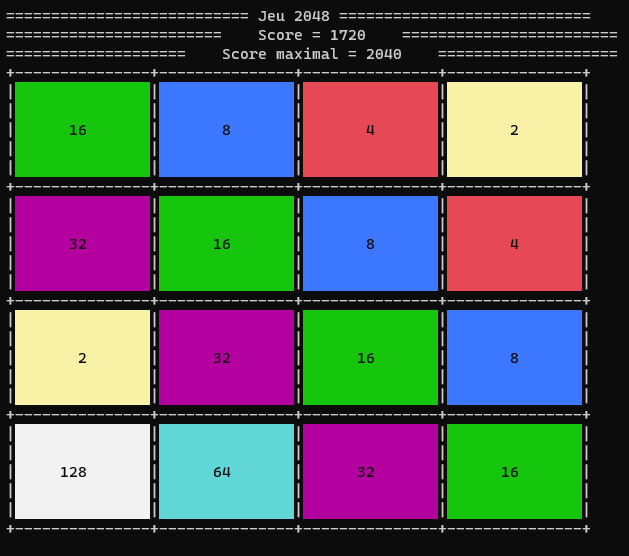 =========================== Jeu 2048 ============================
======================== Score = 1720 ========================
==================== Score maximal = 2040 ====================
16 8 4 2
32 16 8 4
2 32 16 8
128 64 32 16